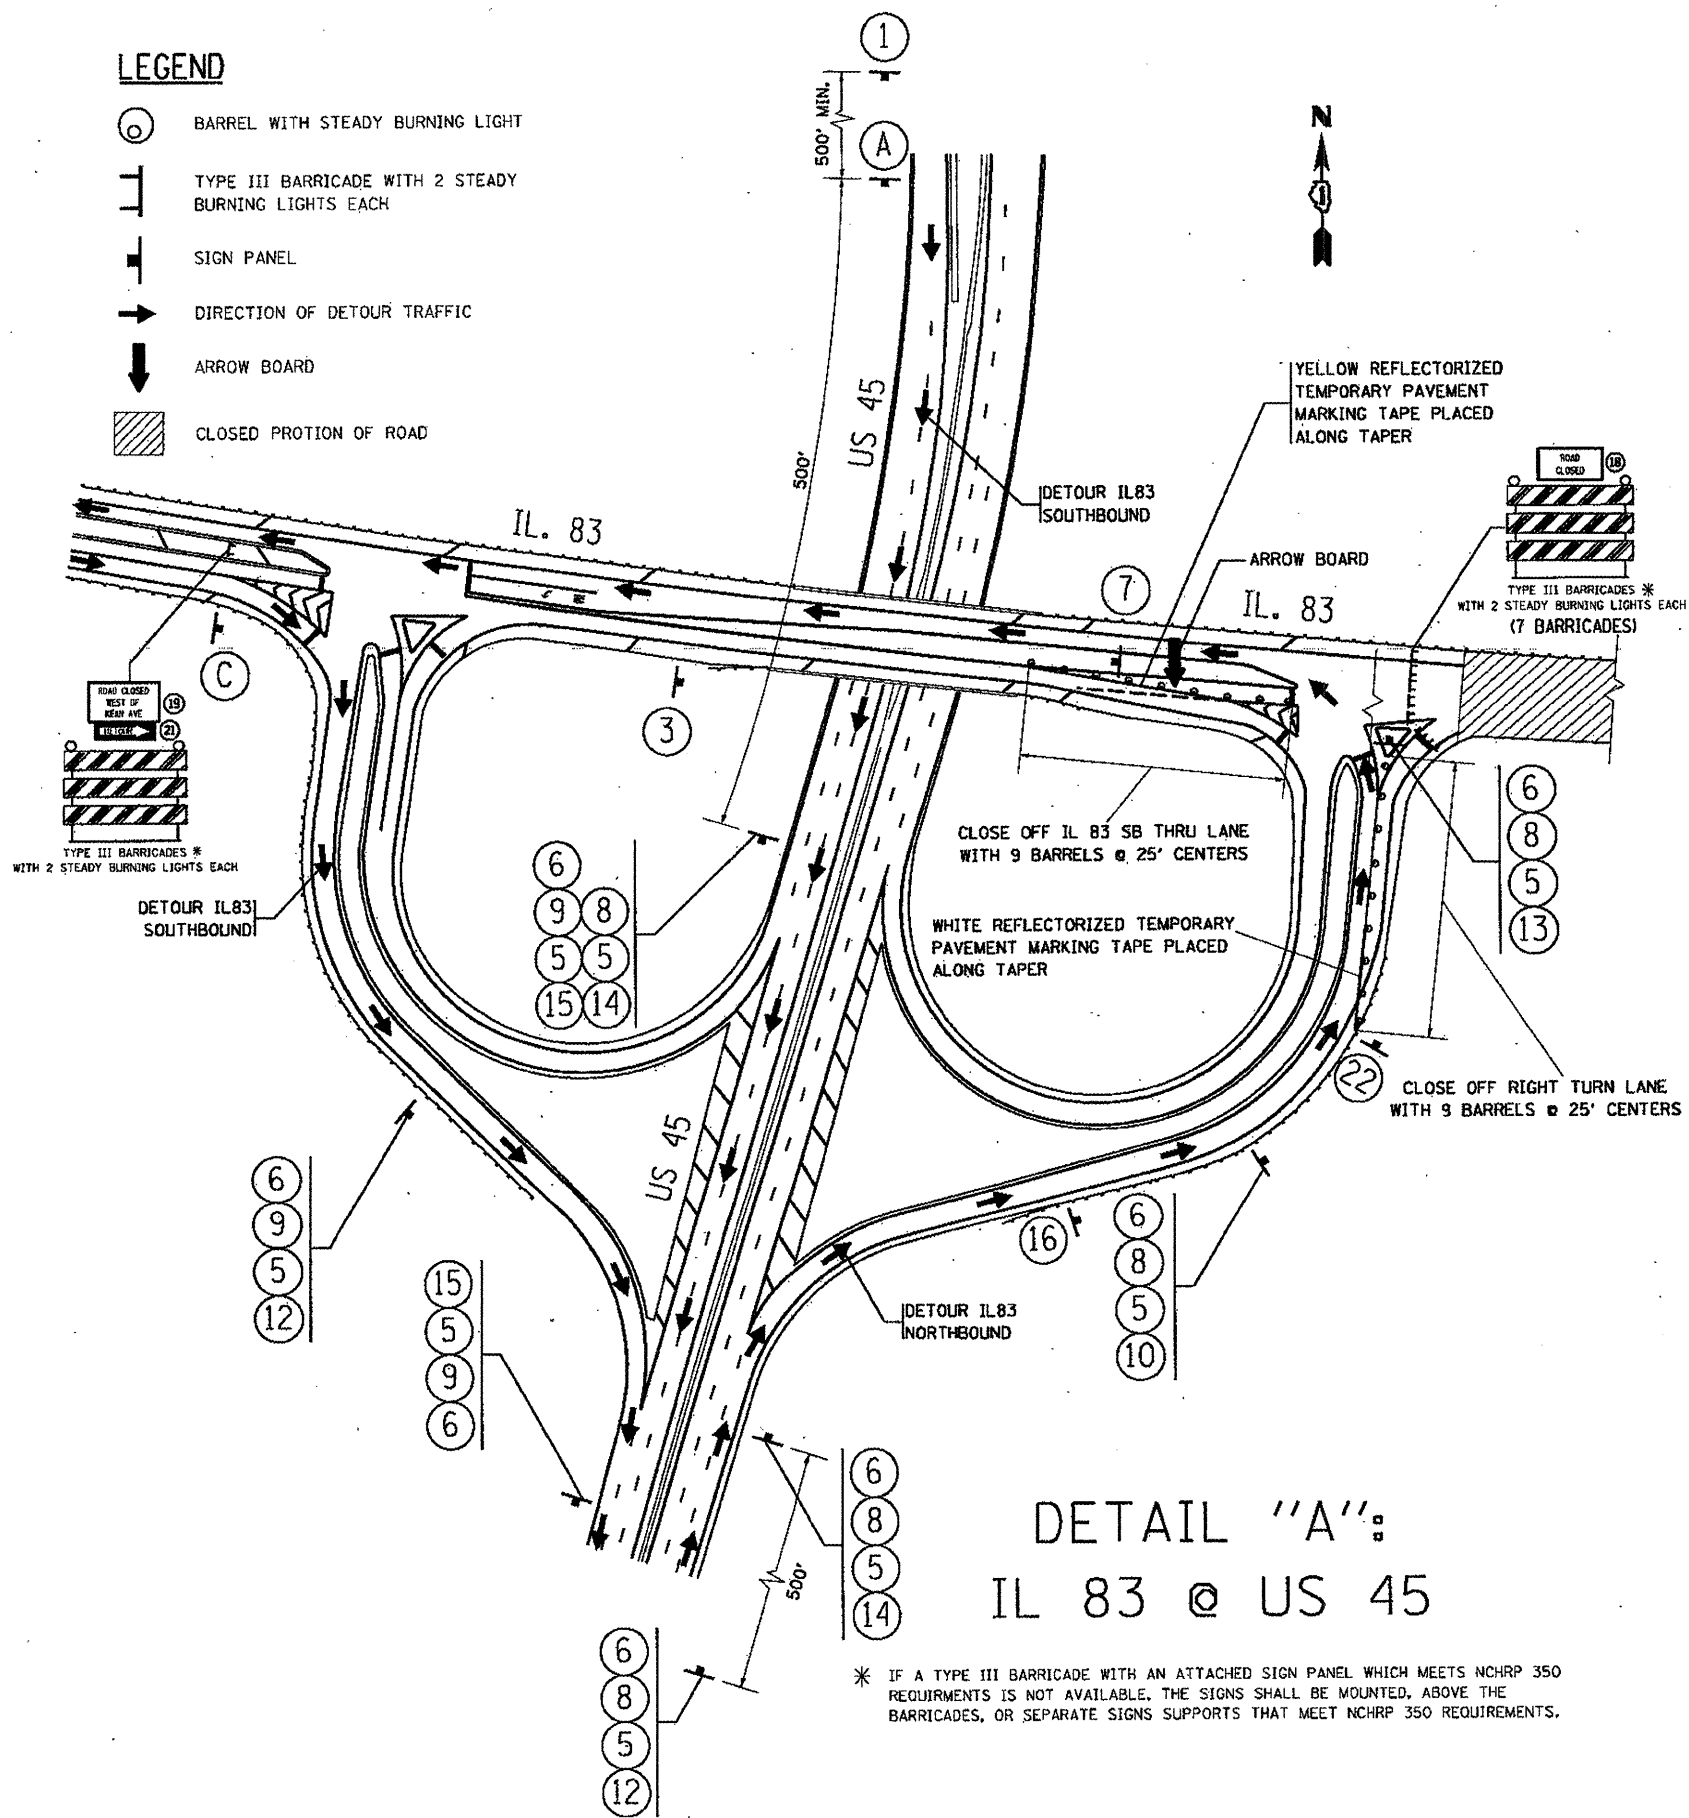 LEGEND
BARREL WITH STEADY BURNING LIGHT
TYPE III BARRICADE WITH 2 STEADY
BURNING LIGHTS EACH
SIGN PANEL
DIRECTION OF DETOUR TRAFFIC
ARROW BOARD
CLOSED PROTION OF ROAD
1
500' MIN.
A
N
US 45
500'
YELLOW REFLECTORIZED
TEMPORARY PAVEMENT
MARKING TAPE PLACED
ALONG TAPER
DETOUR IL83
SOUTHBOUND
ROAD
CLOSED
18
TYPE III BARRICADES *
WITH 2 STEADY BURNING LIGHTS EACH
(7 BARRICADES)
IL. 83
ARROW BOARD
7
IL. 83
C
3
ROAD CLOSED
WEST OF
KEAN AVE
19
DETOUR
21
TYPE III BARRICADES *
WITH 2 STEADY BURNING LIGHTS EACH
DETOUR IL83
SOUTHBOUND
6
9 8
5 5
15 14
CLOSE OFF IL 83 SB THRU LANE
WITH 9 BARRELS @ 25' CENTERS
WHITE REFLECTORIZED TEMPORARY
PAVEMENT MARKING TAPE PLACED
ALONG TAPER
6
8
5
13
22
CLOSE OFF RIGHT TURN LANE
WITH 9 BARRELS @ 25' CENTERS
US 45
6
9
5
12
15
5
9
6
16
6
8
5
10
DETOUR IL83
NORTHBOUND
6
8
5
14
500'
6
8
5
12
DETAIL "A":
IL 83 @ US 45
* IF A TYPE III BARRICADE WITH AN ATTACHED SIGN PANEL WHICH MEETS NCHRP 350
REQUIRMENTS IS NOT AVAILABLE, THE SIGNS SHALL BE MOUNTED, ABOVE THE
BARRICADES, OR SEPARATE SIGNS SUPPORTS THAT MEET NCHRP 350 REQUIREMENTS.